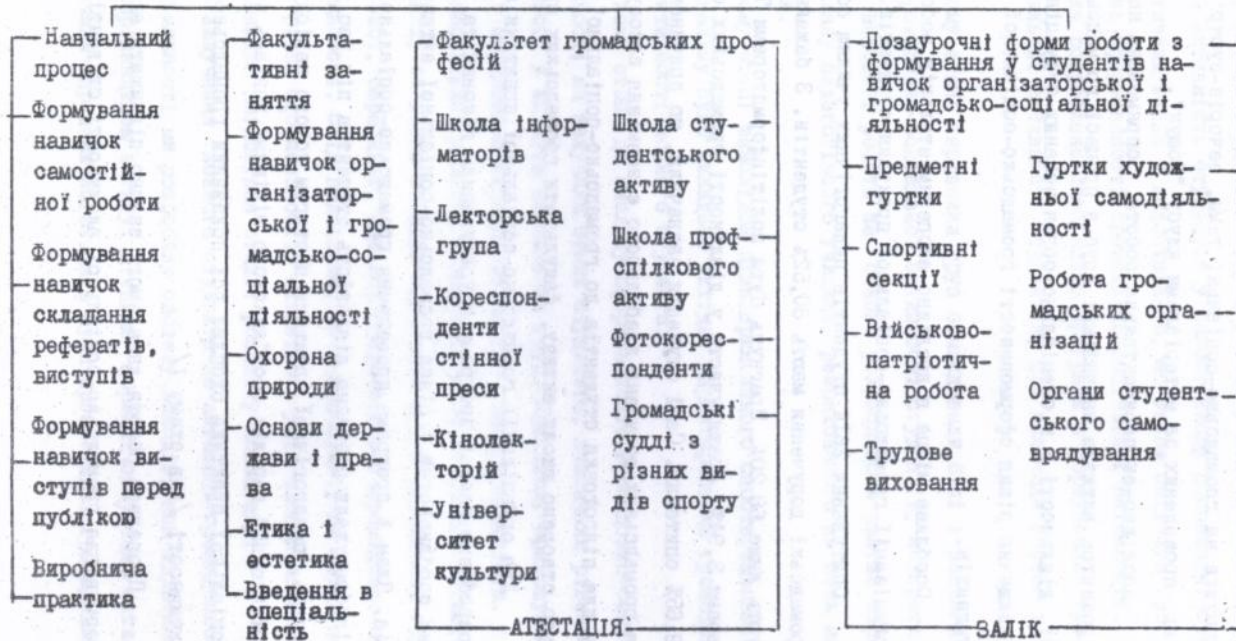 Навчальний
процес
Формування
навичок
самостій-
ної роботи
Формування
навичок
складання
рефератів,
виступів
Формування
навичок ви-
ступів перед
публікою
Виробнича
практика
Факульта-
тивні за-
няття
Формування
навичок ор-
ганізатор-
ської і гро-
мадсько-со-
ціальної
діяльності
Охорона
природи
Основи дер-
жави і пра-
ва
Етика і
естетика
Введення в
спеціаль-
ність
Факультет громадських про-
фесій
Школа інфор-
маторів
Лекторська
група
Кореспон-
денти
стінної
преси
Кінолек-
торій
Універ-
ситет
культури
Школа сту-
дентського
активу
Школа проф-
спілкового
активу
Фотокорес-
понденти
Громадські
судді з
різних ви-
дів спорту
АТЕСТАЦІЯ
Позаурочні форми роботи з
формування у студентів на-
вичок організаторської і
громадсько-соціальної ді-
яльності
Предметні
гуртки
Спортивні
секції
Військово-
патріотич-
на робота
Трудове
виховання
Гуртки худож-
ньої самодіяль-
ності
Робота гро-
мадських орга-
нізацій
Органи студент-
ського само-
врядування
ЗАЛІК